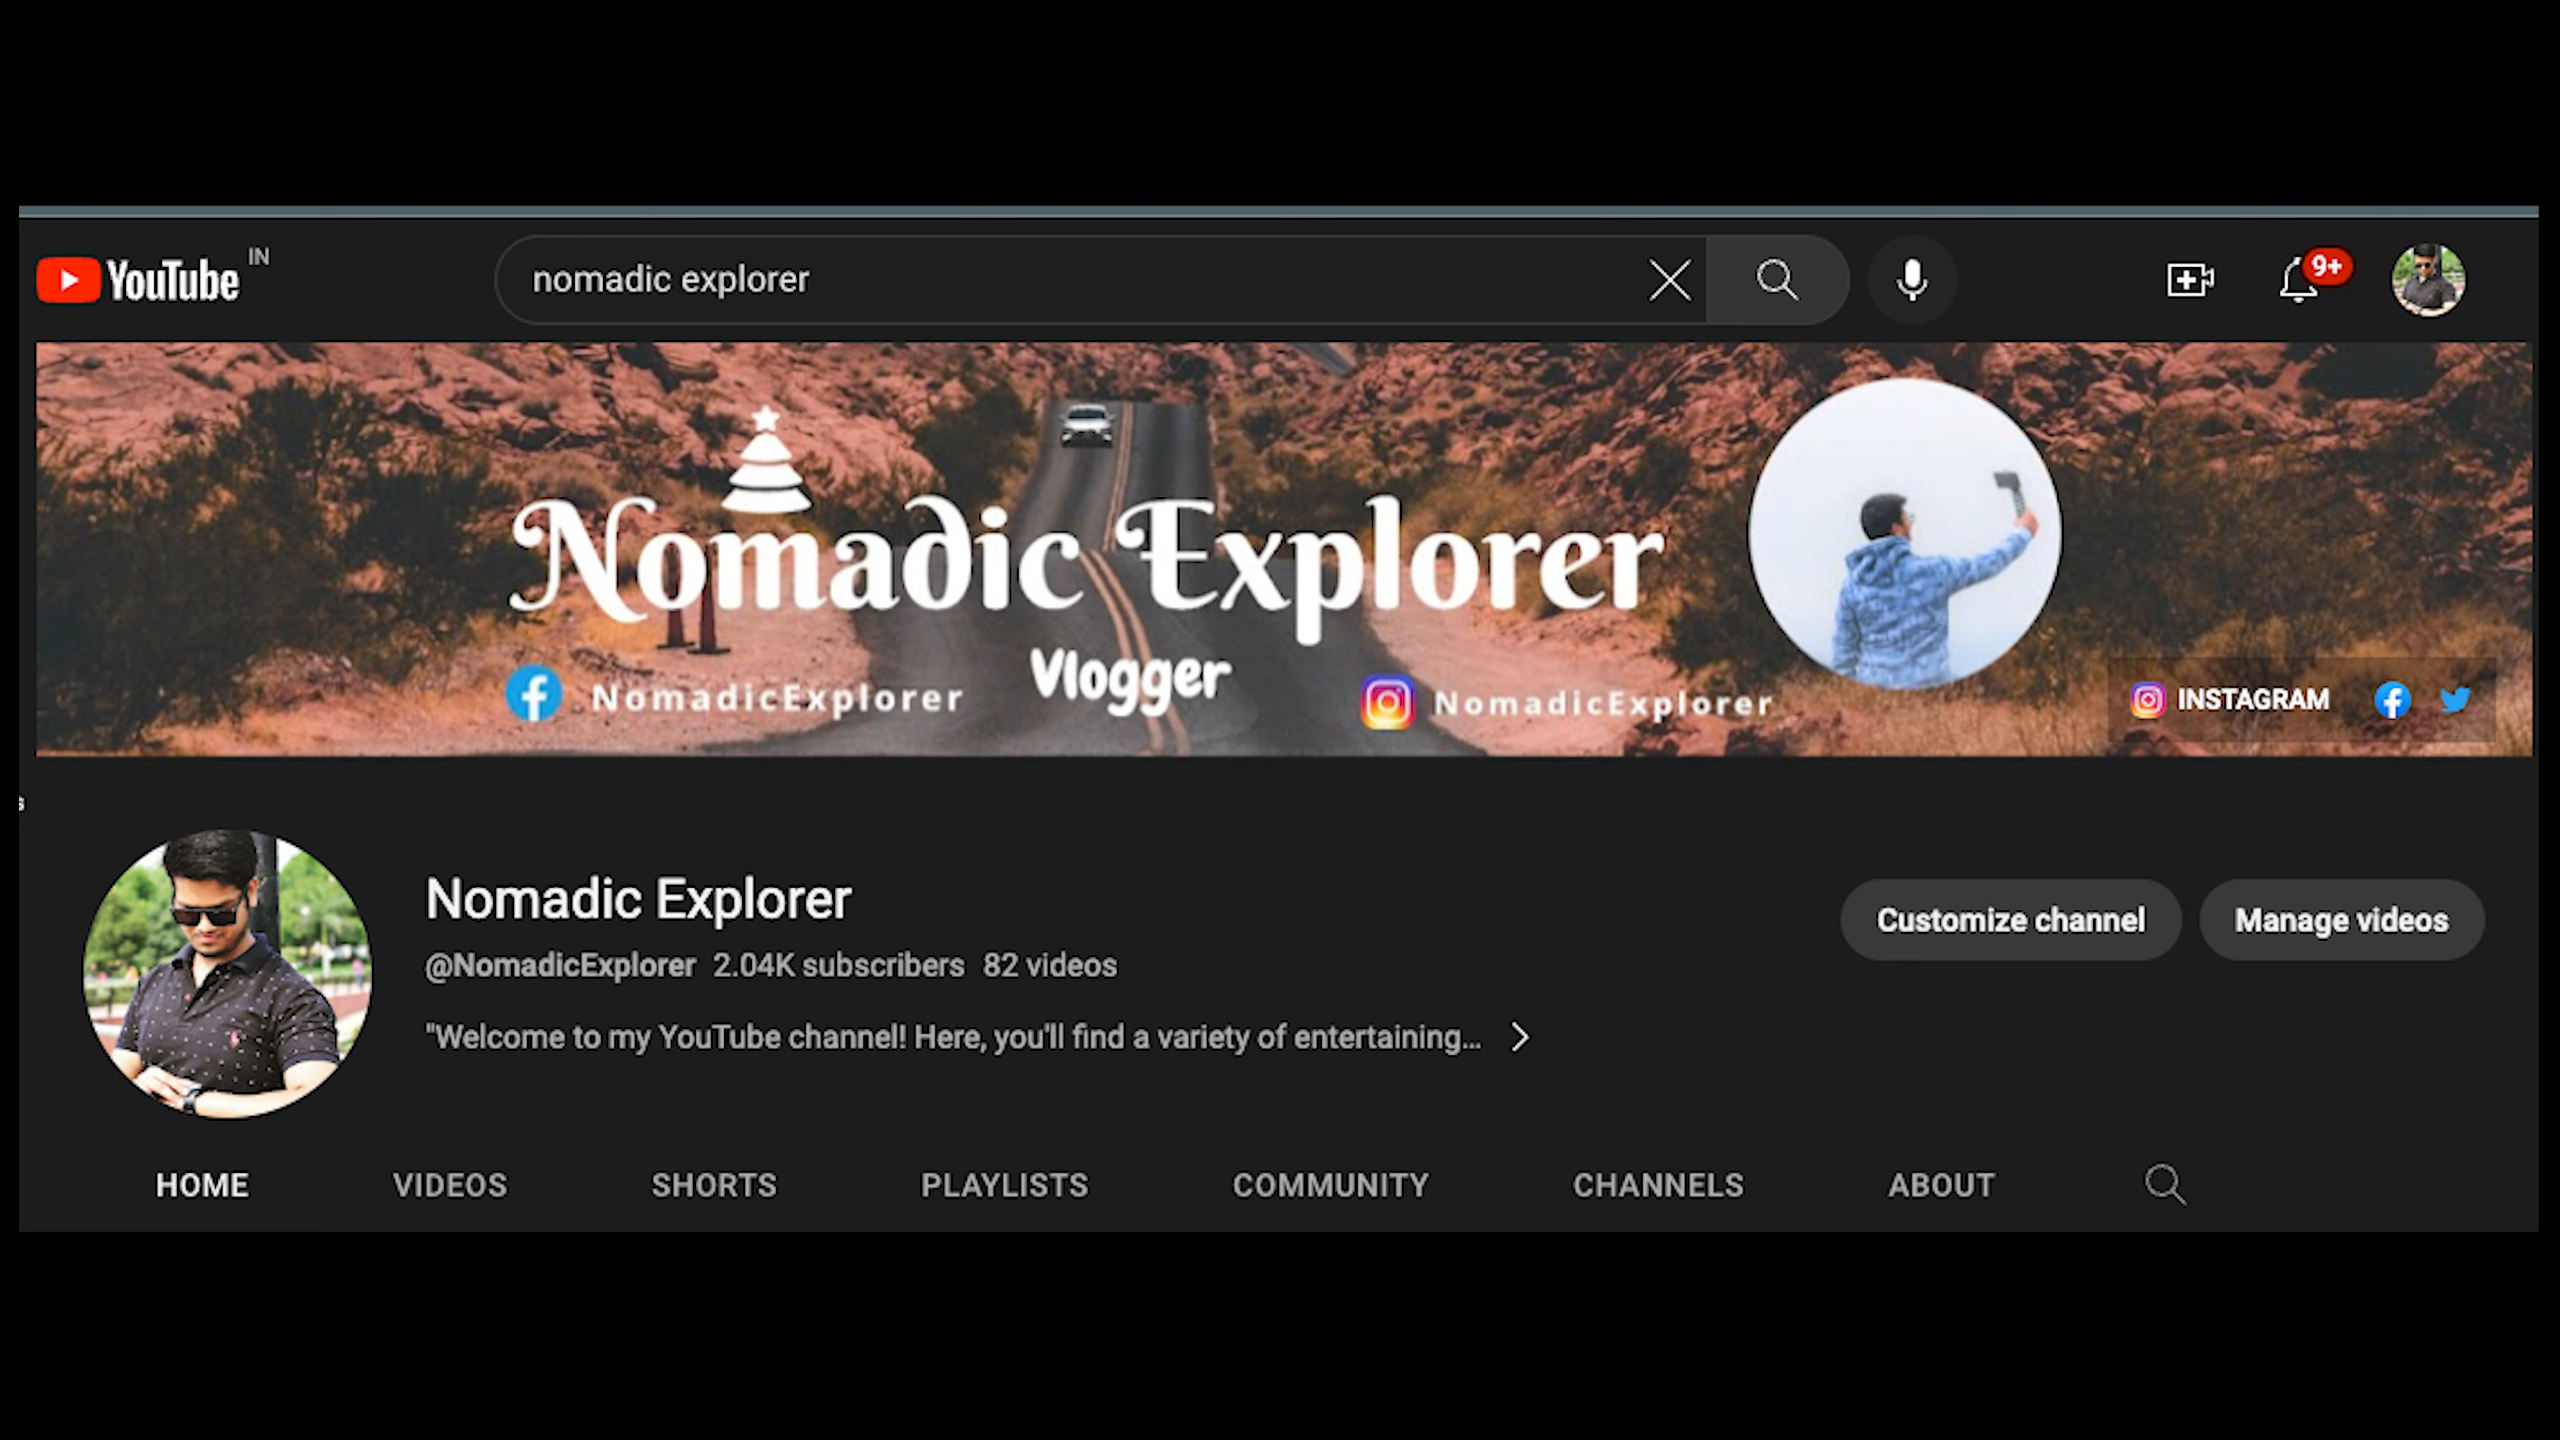 YouTube IN
nomadic explorer
9+
Nomadic Explorer
Vlogger
NomadicExplorer
NomadicExplorer
INSTAGRAM
s
Nomadic Explorer
@NomadicExplorer 2.04K subscribers 82 videos
Customize channel
Manage videos
"Welcome to my YouTube channel! Here, you'll find a variety of entertaining...
HOME
VIDEOS
SHORTS
PLAYLISTS
COMMUNITY
CHANNELS
ABOUT